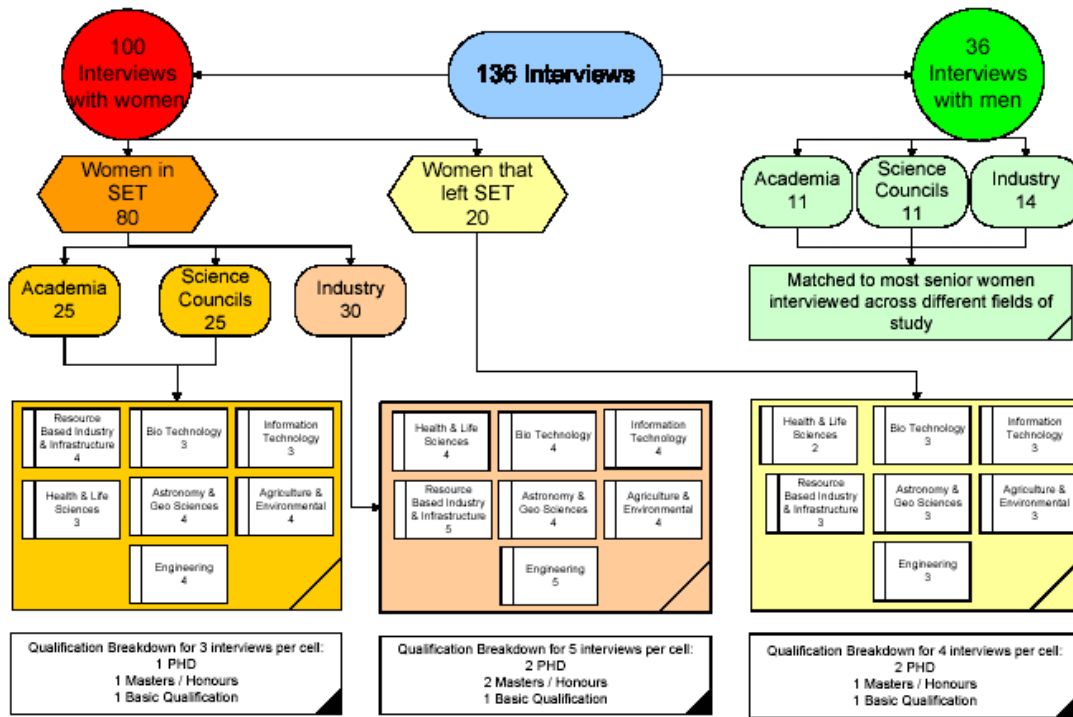 100
Interviews
with women
136 Interviews
36
Interviews
with men
Women in
SET
80
Women that
left SET
20
Academia
11
Science
Councils
11
Industry
14
Academia
25
Science
Councils
25
Industry
30
Matched to most senior women
interviewed across different fields of
study
Resource
Based Industry
& Infrastructure
4
Bio Technology
3
Information
Technology
3
Health & Life
Sciences
3
Astronomy &
Geo Sciences
4
Agriculture &
Environmental
4
Engineering
4
Health & Life
Sciences
4
Bio Technology
4
Information
Technology
4
Resource
Based Industry
& Infrastructure
5
Astronomy &
Geo Sciences
4
Agriculture &
Environmental
4
Engineering
5
Health & Life
Sciences
2
Bio Technology
3
Information
Technology
3
Resource
Based Industry
& Infrastructure
3
Astronomy &
Geo Sciences
3
Agriculture &
Environmental
3
Engineering
3
Qualification Breakdown for 3 interviews per cell:
1 PHD
1 Masters / Honours
1 Basic Qualification
Qualification Breakdown for 5 interviews per cell:
2 PHD
2 Masters / Honours
1 Basic Qualification
Qualification Breakdown for 4 interviews per cell:
2 PHD
1 Masters / Honours
1 Basic Qualification